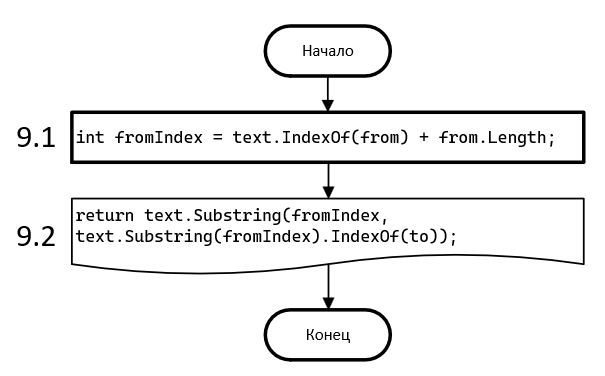 Начало
9.1
int fromIndex = text.IndexOf(from) + from.Length;
9.2
return text.Substring(fromIndex,
text.Substring(fromIndex).IndexOf(to));
Конец